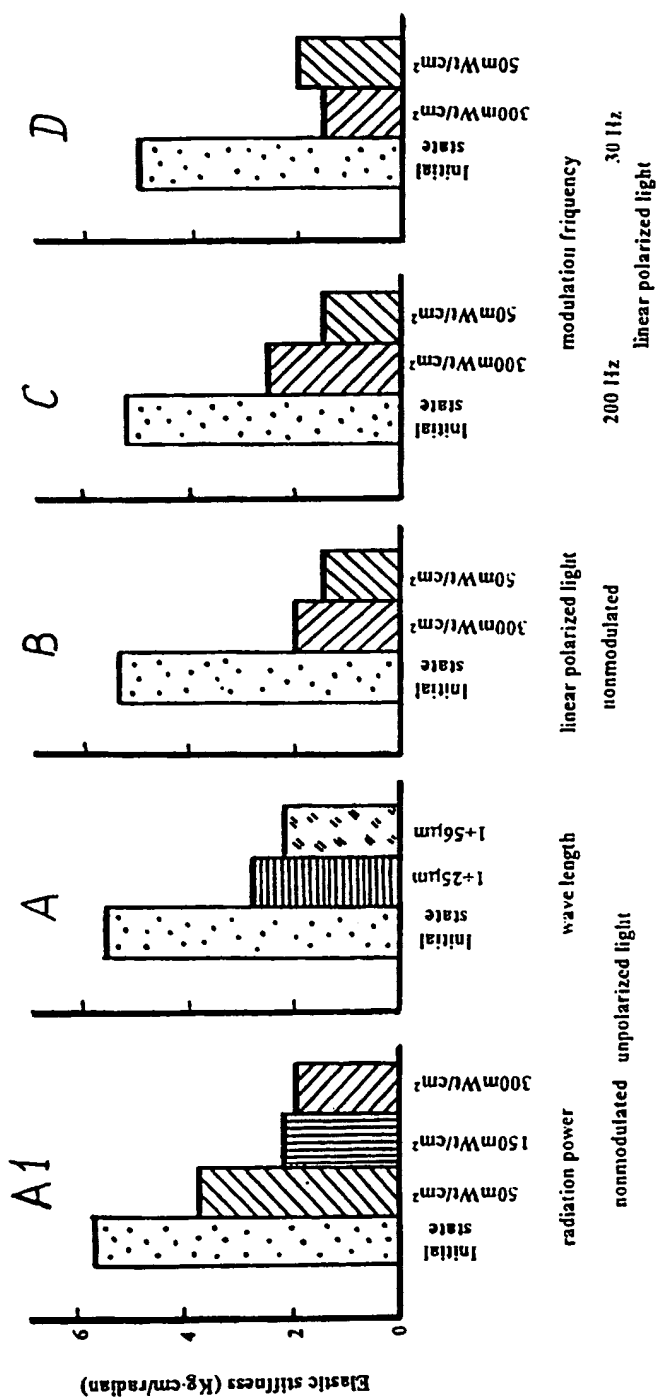 A1
A
B
C
D
Elastic stiffness (Kg·cm/radian)
6
4
2
0
Initial
state
50mWt/cm²
150mWt/cm²
300mWt/cm²
Initial
state
1÷25μm
1÷56μm
Initial
state
300mWt/cm²
50mWt/cm²
Initial
state
300mWt/cm²
50mWt/cm²
Initial
state
300mWt/cm²
50mWt/cm²
radiation power
wave length
nonmodulated unpolarized light
linear polarized light
nonmodulated
modulation friquency
200 Hz
30 Hz
linear polarized light